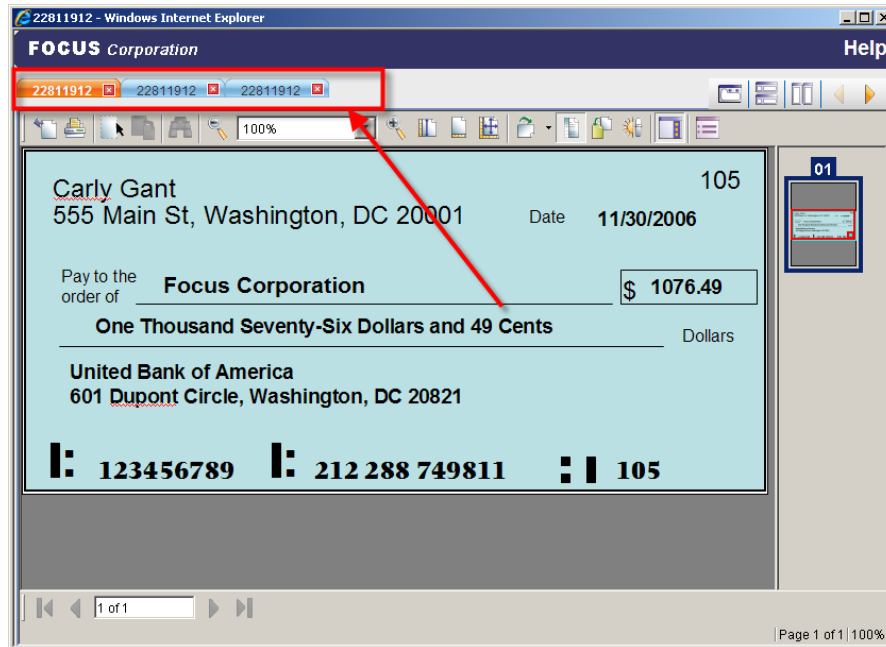 22811912 - Windows Internet Explorer
FOCUS Corporation
Help
22811912 22811912 22811912
100%
Carly Gant 105
555 Main St, Washington, DC 20001 Date 11/30/2006
Pay to the
order of Focus Corporation $ 1076.49
One Thousand Seventy-Six Dollars and 49 Cents Dollars
United Bank of America
601 Dupont Circle, Washington, DC 20821
123456789 212 288 749811 105
01
1 of 1
Page 1 of 1 100%